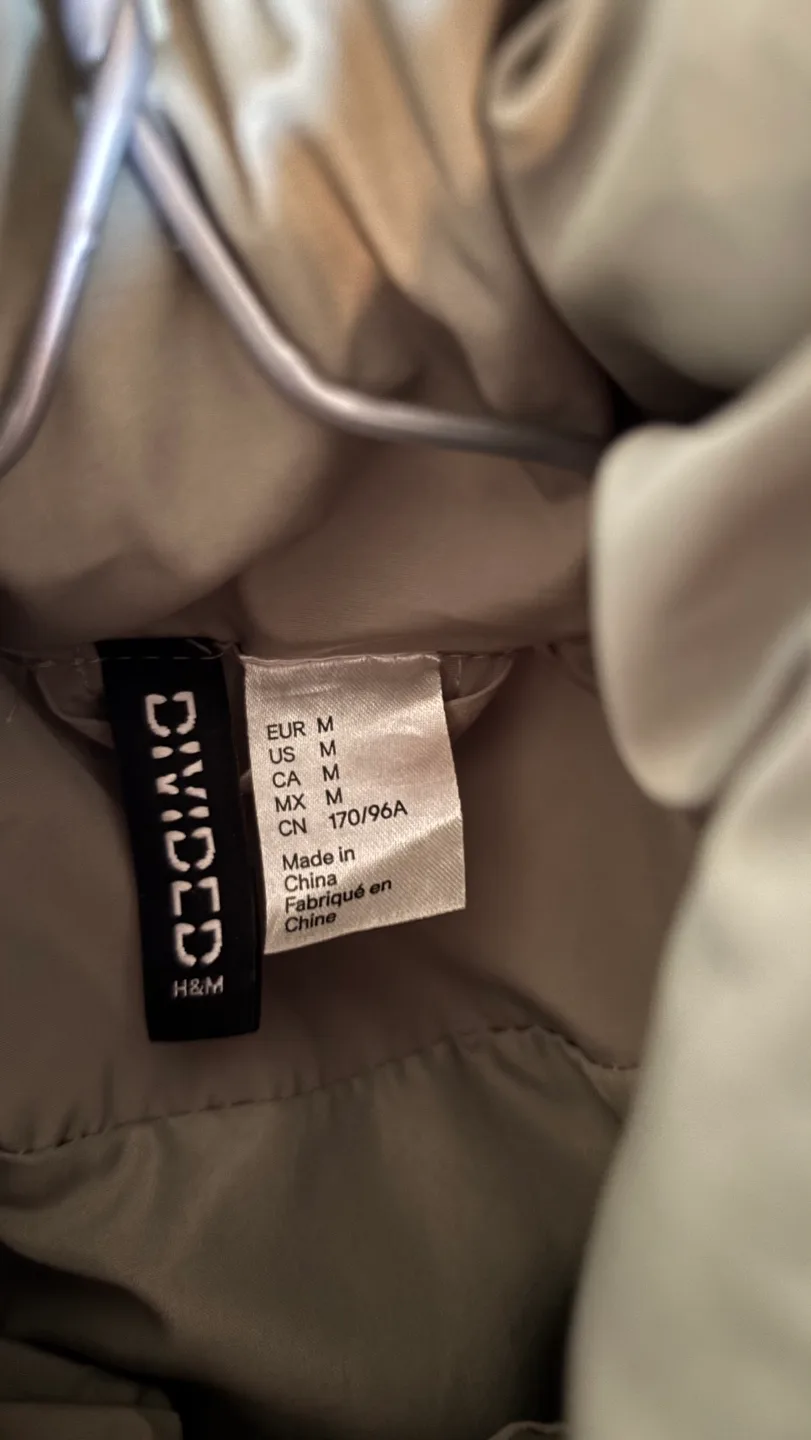 DIVIDED
H&M
EUR M
US M
CA M
MX M
CN 170/96A
Made in
China
Fabriqué en
Chine